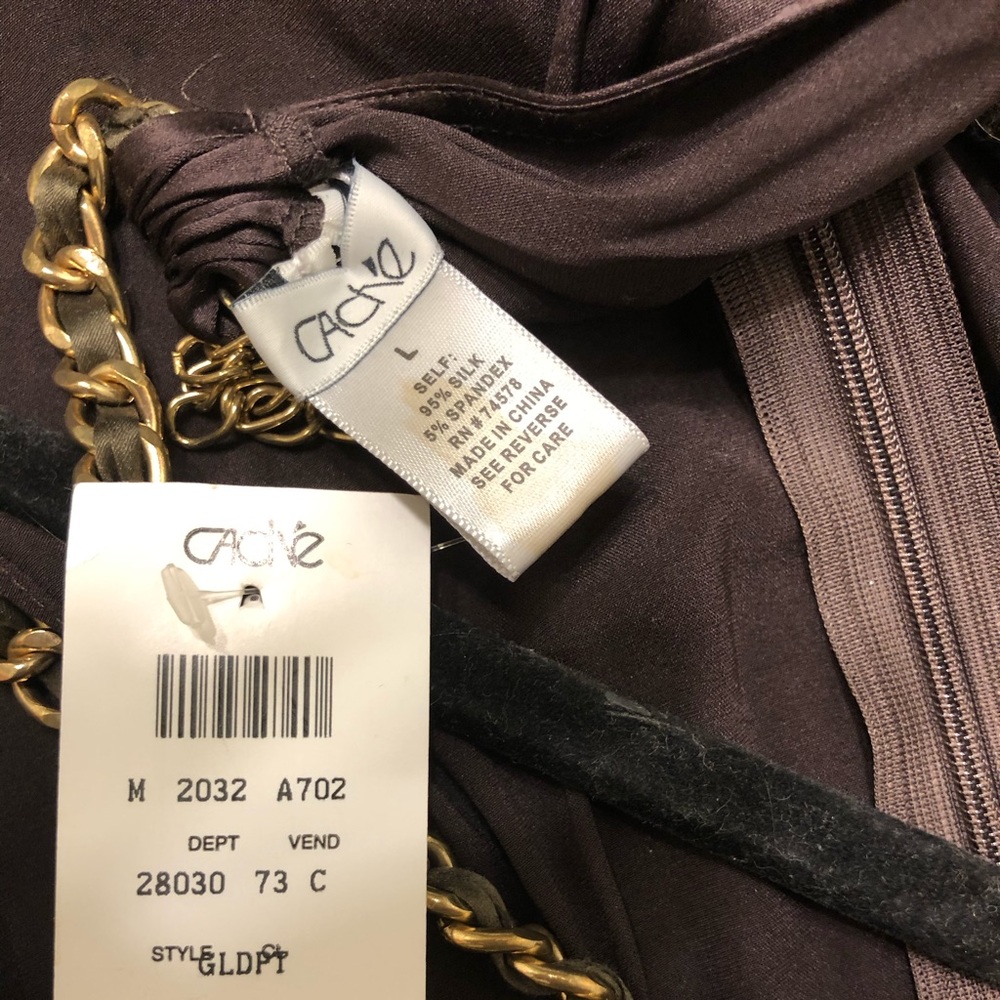 CACHé
L
SELF:
95% SILK
5% SPANDEX
RN # 74578
MADE IN CHINA
SEE REVERSE
FOR CARE
CACHé
M 2032 A702
DEPT VEND
28030 73 C
STYLE CL
GLDPT